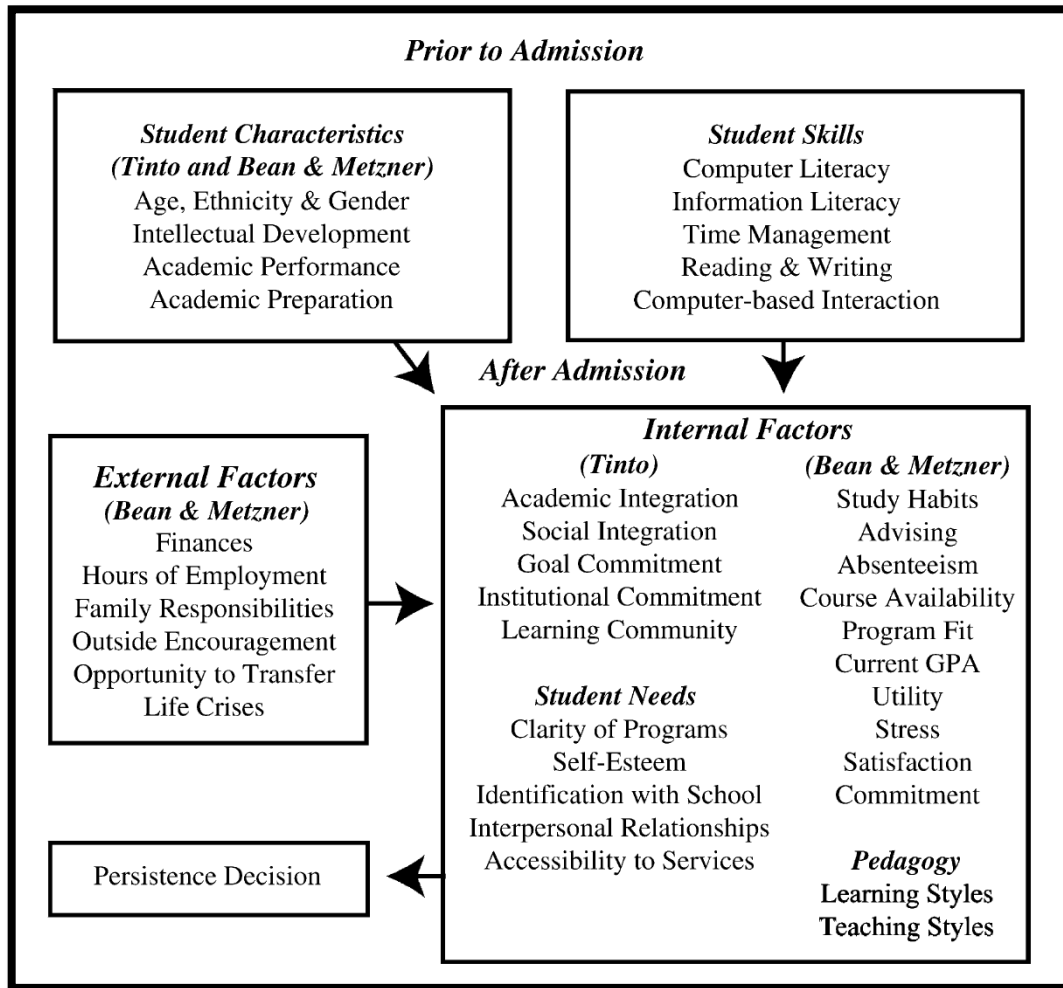 Prior to Admission
Student Characteristics
(Tinto and Bean & Metzner)
Age, Ethnicity & Gender
Intellectual Development
Academic Performance
Academic Preparation
Student Skills
Computer Literacy
Information Literacy
Time Management
Reading & Writing
Computer-based Interaction
After Admission
External Factors
(Bean & Metzner)
Finances
Hours of Employment
Family Responsibilities
Outside Encouragement
Opportunity to Transfer
Life Crises
Internal Factors
(Tinto)
Academic Integration
Social Integration
Goal Commitment
Institutional Commitment
Learning Community
Student Needs
Clarity of Programs
Self-Esteem
Identification with School
Interpersonal Relationships
Accessibility to Services
(Bean & Metzner)
Study Habits
Advising
Absenteeism
Course Availability
Program Fit
Current GPA
Utility
Stress
Satisfaction
Commitment
Pedagogy
Learning Styles
Teaching Styles
Persistence Decision